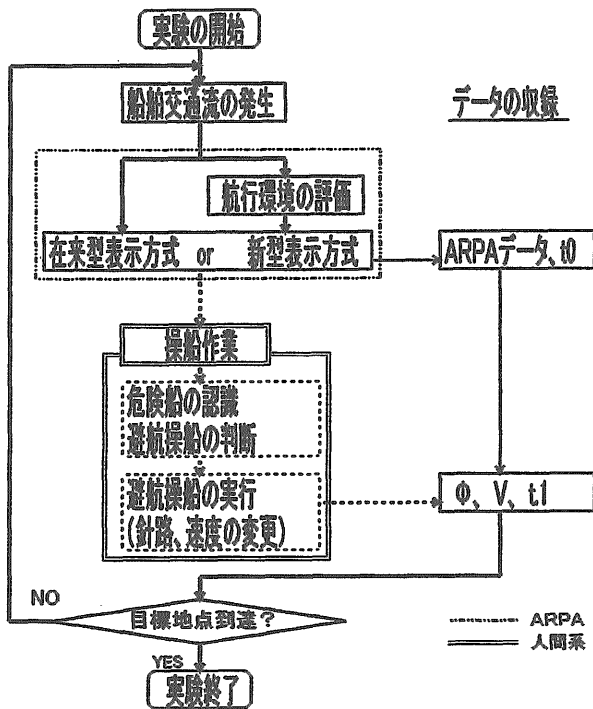 実験の開始
船舶交通流の発生
データの収録
航行環境の評価
在来型表示方式 or 新型表示方式
ARPAデータ、t0
操船作業
危険船の認識
避航操船の判断
避航操船の実行
(針路、速度の変更)
Φ、V、t1
NO
目標地点到達？
ARPA
人間系
YES
実験終了